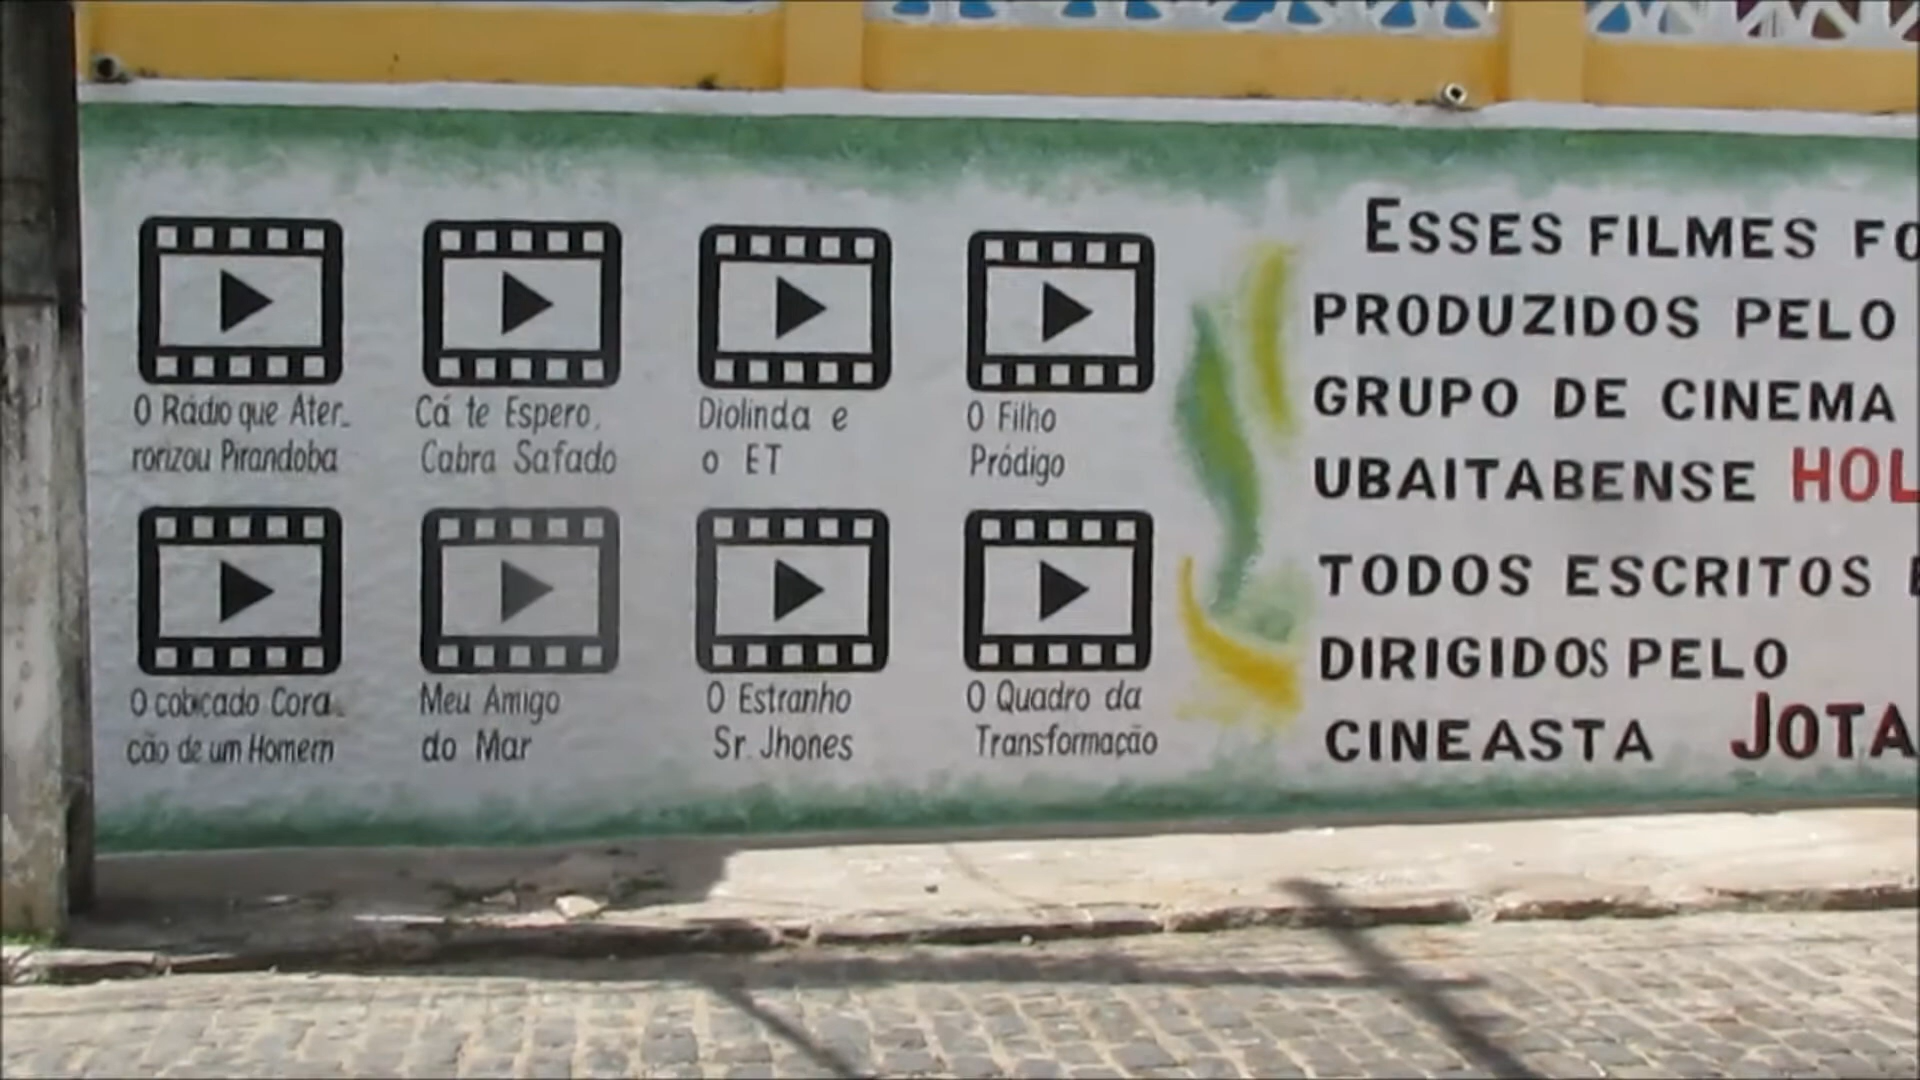 O Rádio que Ater-
rorizou Pirandoba
Cá te Espero,
Cabra Safado
Diolinda e
o ET
O Filho
Pródigo
O cobicado Cora-
cão de um Homem
Meu Amigo
do Mar
O Estranho
Sr. Jhones
O Quadro da
Transformação
ESSES FILMES FO
PRODUZIDOS PELO
GRUPO DE CINEMA
UBAITABENSE HOL
TODOS ESCRITOS E
DIRIGIDOS PELO
CINEASTA JOTA